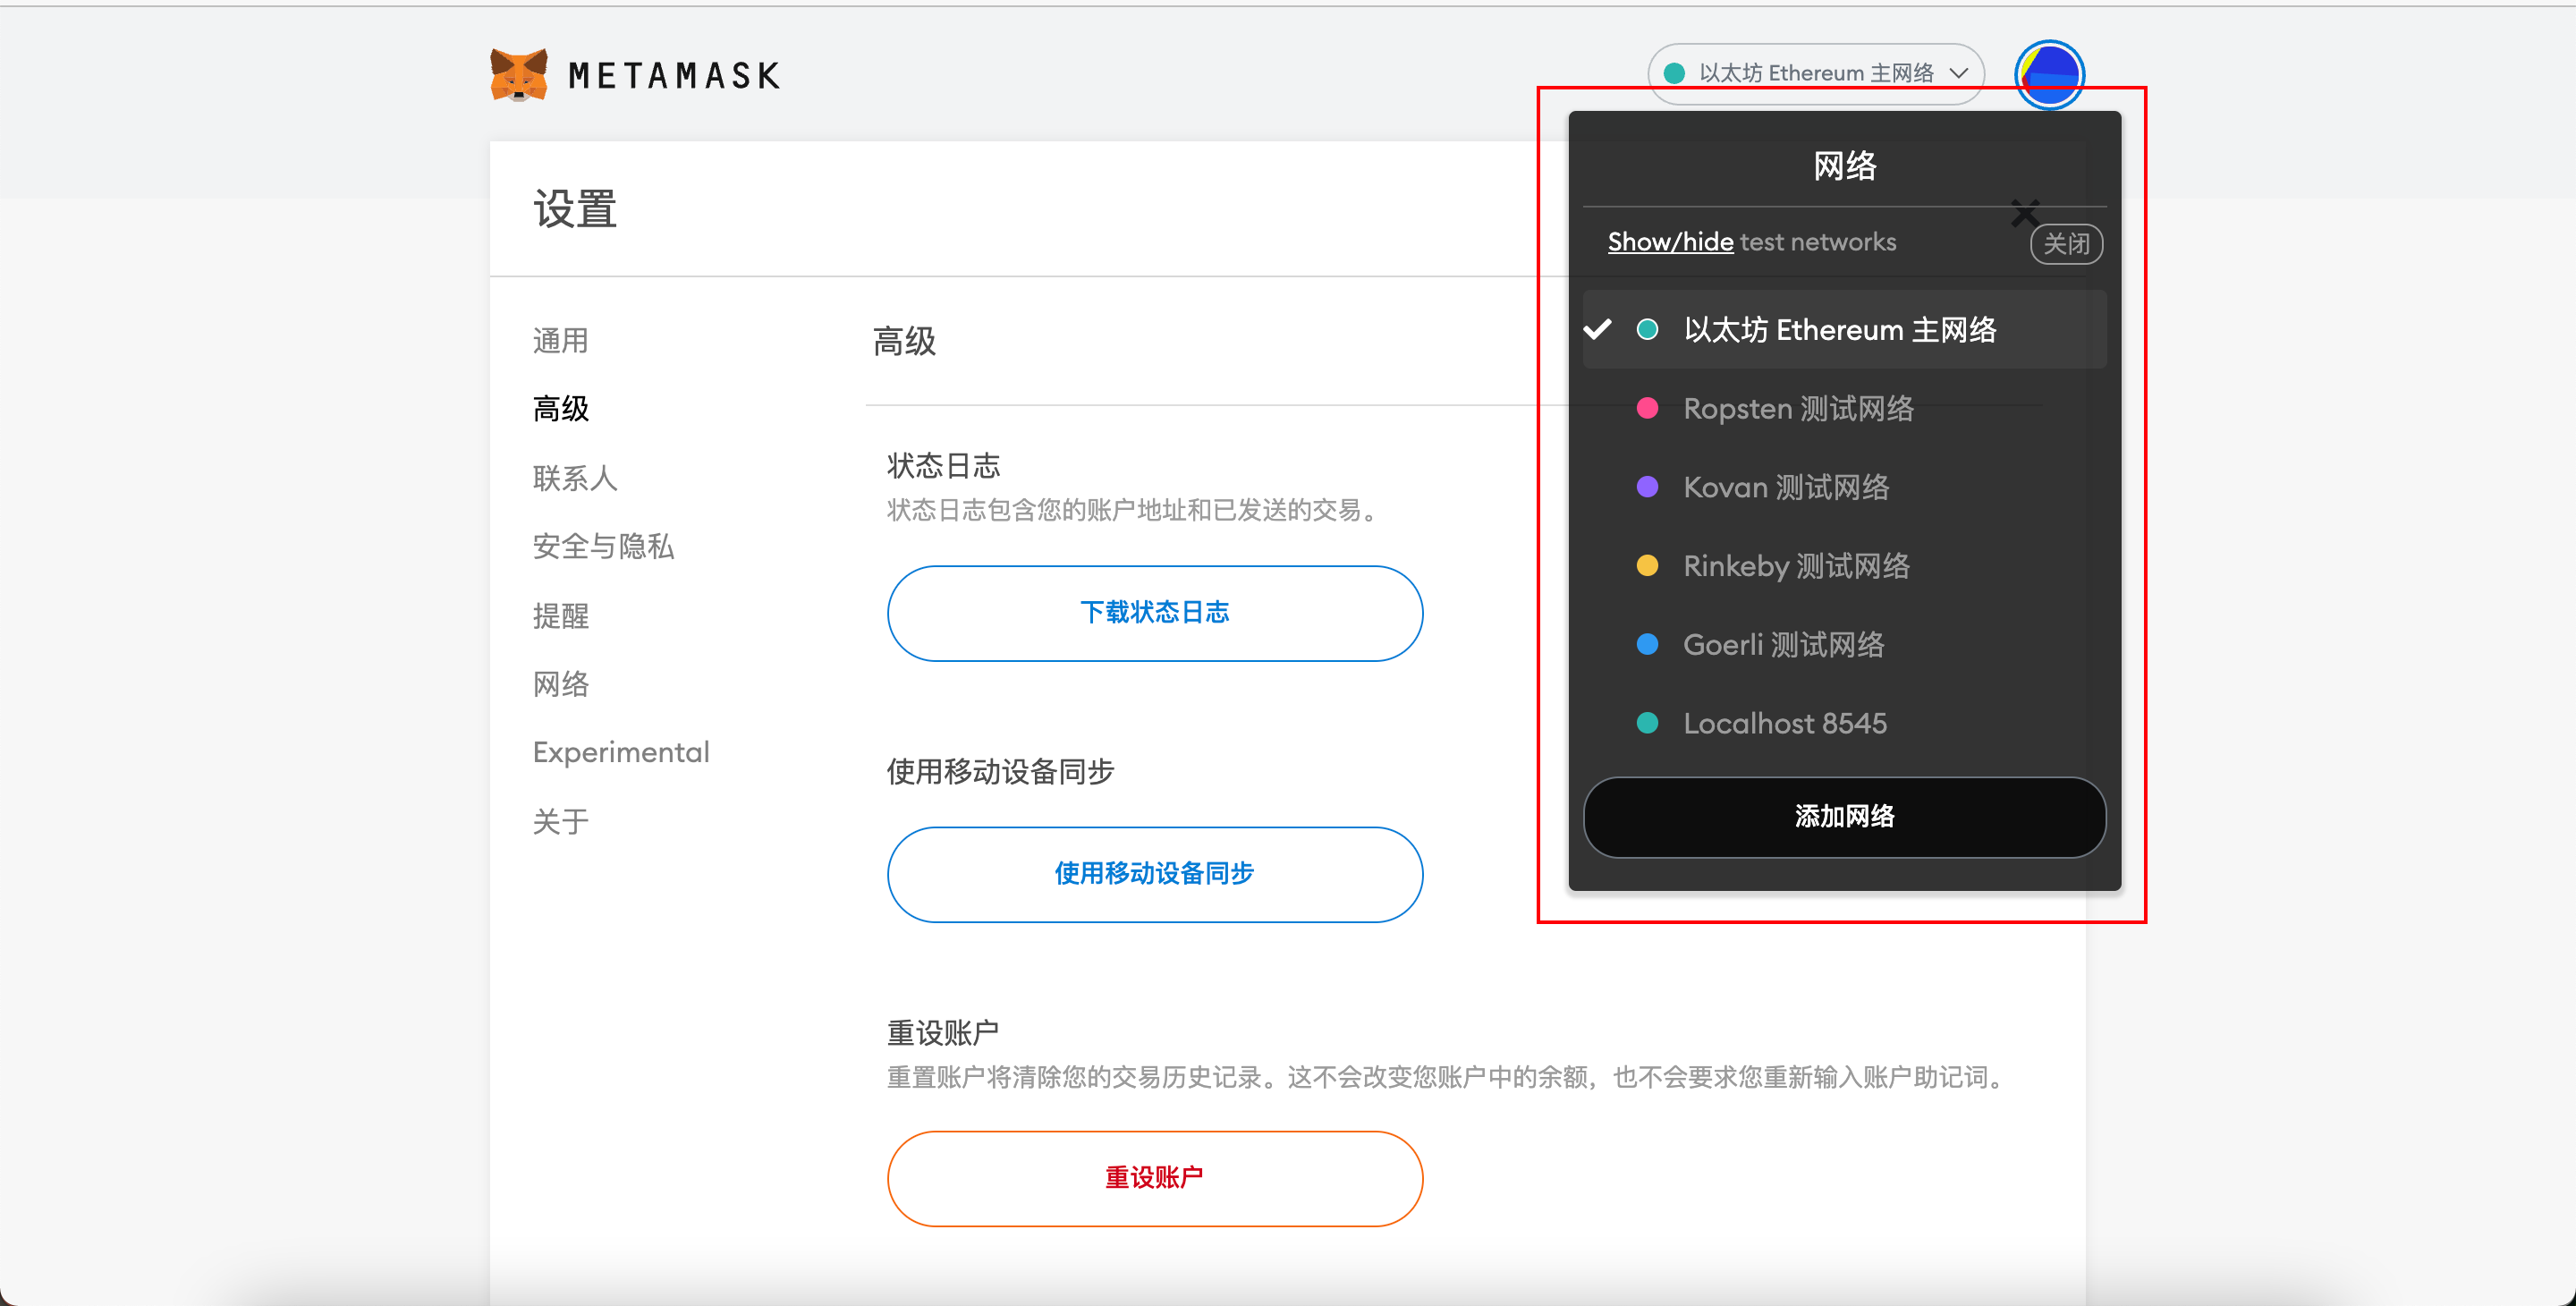 METAMASK
以太坊 Ethereum 主网络
设置
通用
高级
联系人
安全与隐私
提醒
网络
Experimental
关于
高级
状态日志
状态日志包含您的账户地址和已发送的交易。
下载状态日志
使用移动设备同步
使用移动设备同步
重设账户
重置账户将清除您的交易历史记录。这不会改变您账户中的余额，也不会要求您重新输入账户助记词。
重设账户
网络
Show/hide test networks
关闭
以太坊 Ethereum 主网络
Ropsten 测试网络
Kovan 测试网络
Rinkeby 测试网络
Goerli 测试网络
Localhost 8545
添加网络